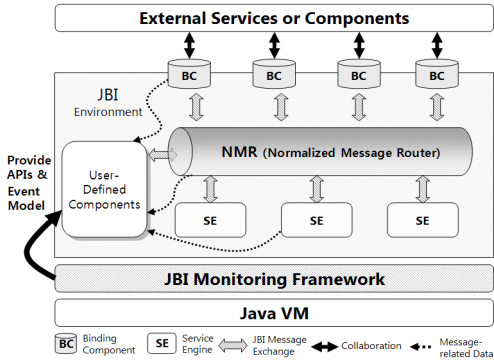 External Services or Components
BC BC BC BC
JBI
Environment
Provide
APIs &
Event
Model
User-
Defined
Components
NMR (Normalized Message Router)
SE SE SE
JBI Monitoring Framework
Java VM
BC Binding
Component
SE Service
Engine
JBI Message
Exchange
Collaboration
Message-
related Data